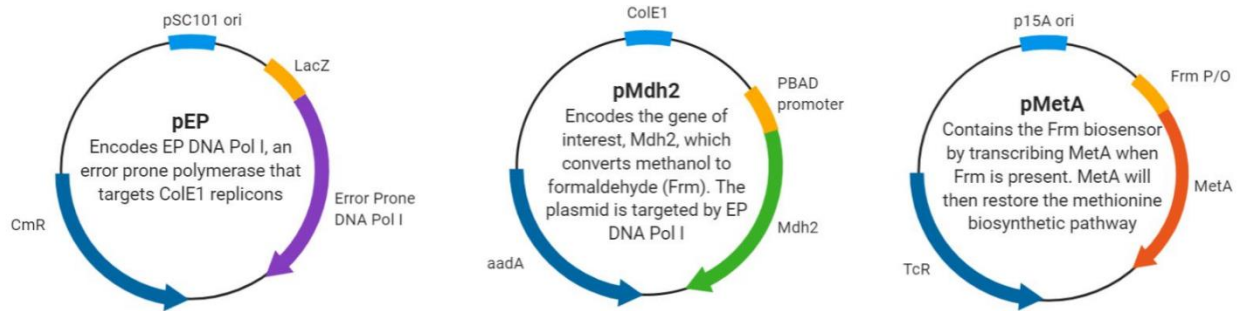 pSC101 ori
LacZ
pEP
Encodes EP DNA Pol I, an
error prone polymerase that
targets ColE1 replicons
Error Prone
DNA Pol I
CmR
ColE1
PBAD
promoter
pMdh2
Encodes the gene of
interest, Mdh2, which
converts methanol to
formaldehyde (Frm). The
plasmid is targeted by EP
DNA Pol I
Mdh2
aadA
p15A ori
Frm P/O
pMetA
Contains the Frm biosensor
by transcribing MetA when
Frm is present. MetA will
then restore the methionine
biosynthetic pathway
MetA
TcR